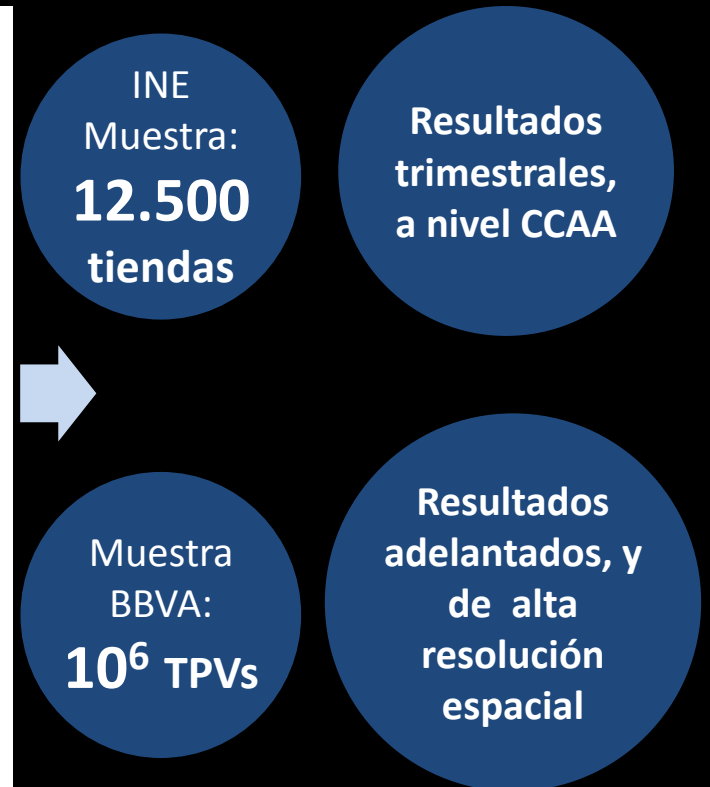 INE
Muestra:
12.500
tiendas
Resultados
trimestrales,
a nivel CCAA
Muestra
BBVA:
10⁶ TPVs
Resultados
adelantados, y
de alta
resolución
espacial